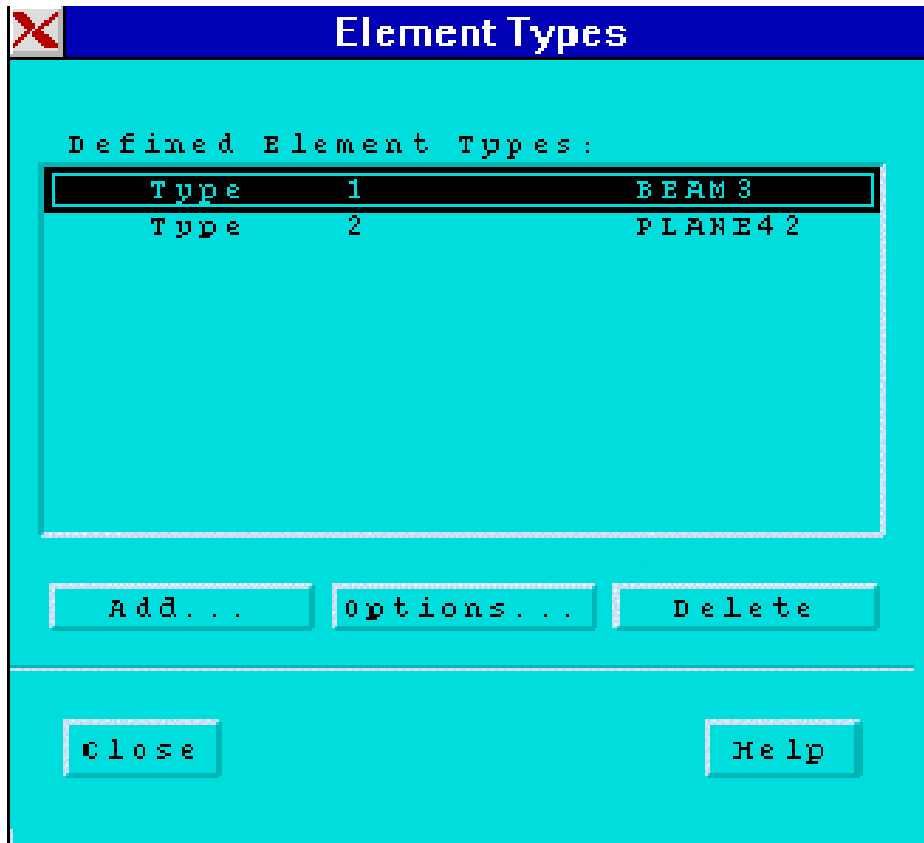 Element Types
Defined Element Types:
Type 1 BEAM3
Type 2 PLANE42
Add... Options... Delete
Close Help